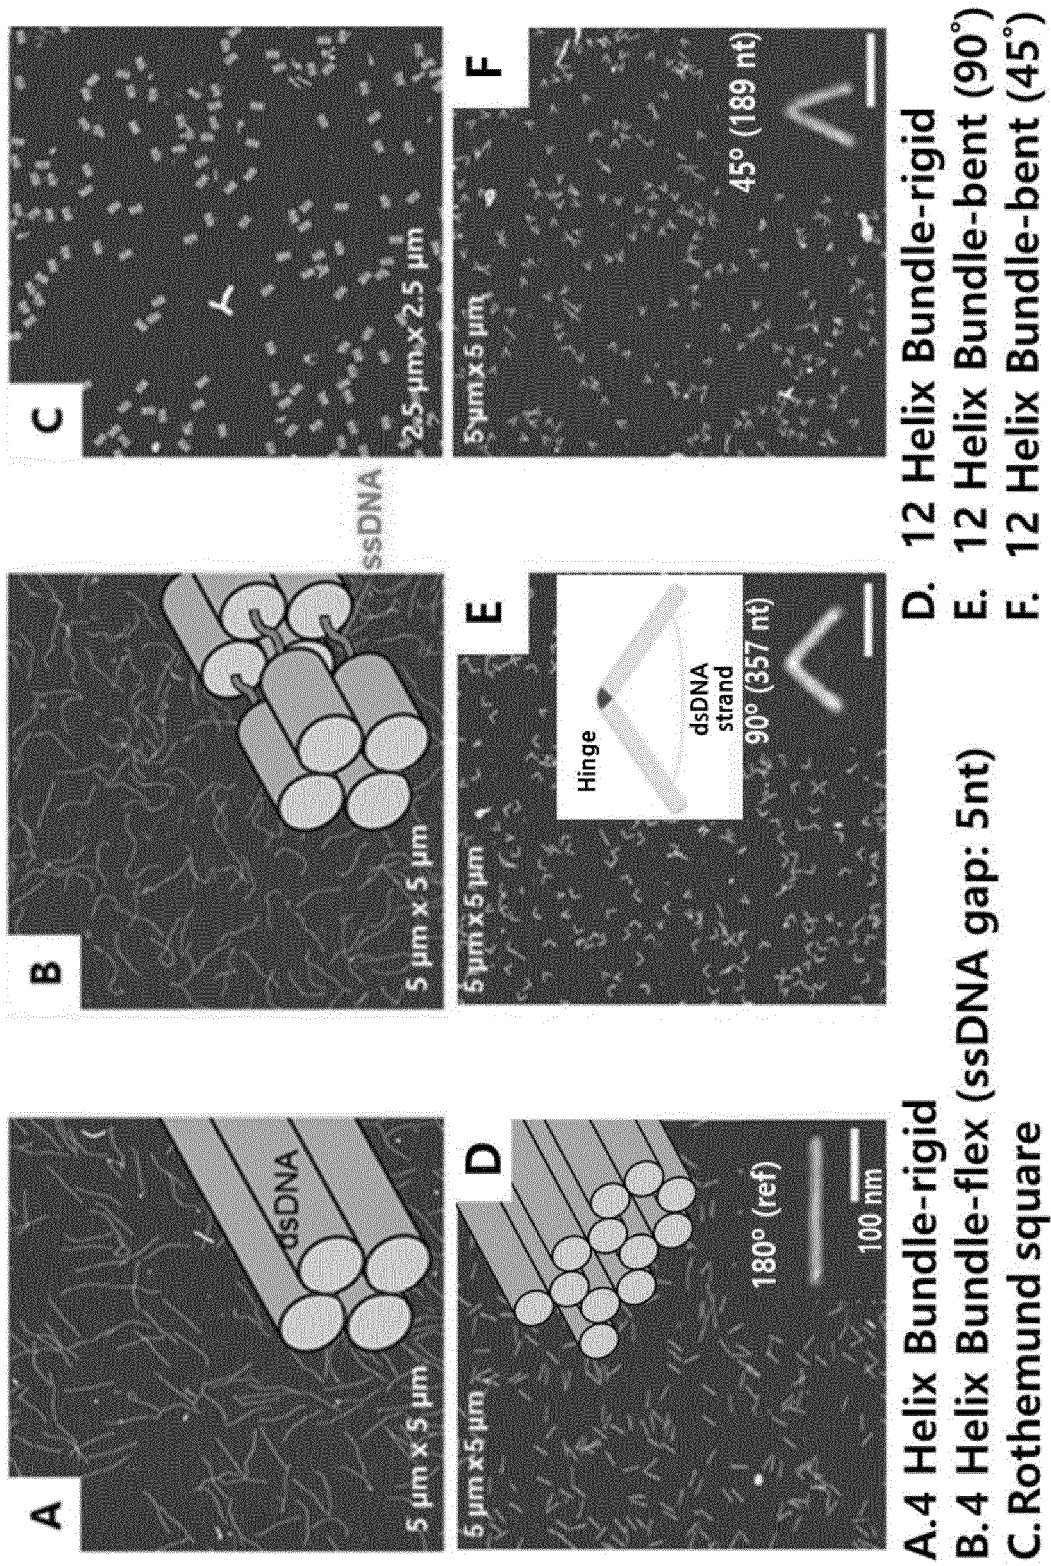 A
dsDNA
5 μm x 5 μm
B
ssDNA
5 μm x 5 μm
C
2.5 μm x 2.5 μm
D
5 μm x 5 μm
180° (ref)
100 nm
E
5 μm x 5 μm
Hinge
dsDNA
strand
90° (357 nt)
F
5 μm x 5 μm
45° (189 nt)
A.4 Helix Bundle-rigid
B.4 Helix Bundle-flex (ssDNA gap: 5nt)
C.Rothemund square
D. 12 Helix Bundle-rigid
E. 12 Helix Bundle-bent (90°)
F. 12 Helix Bundle-bent (45°)